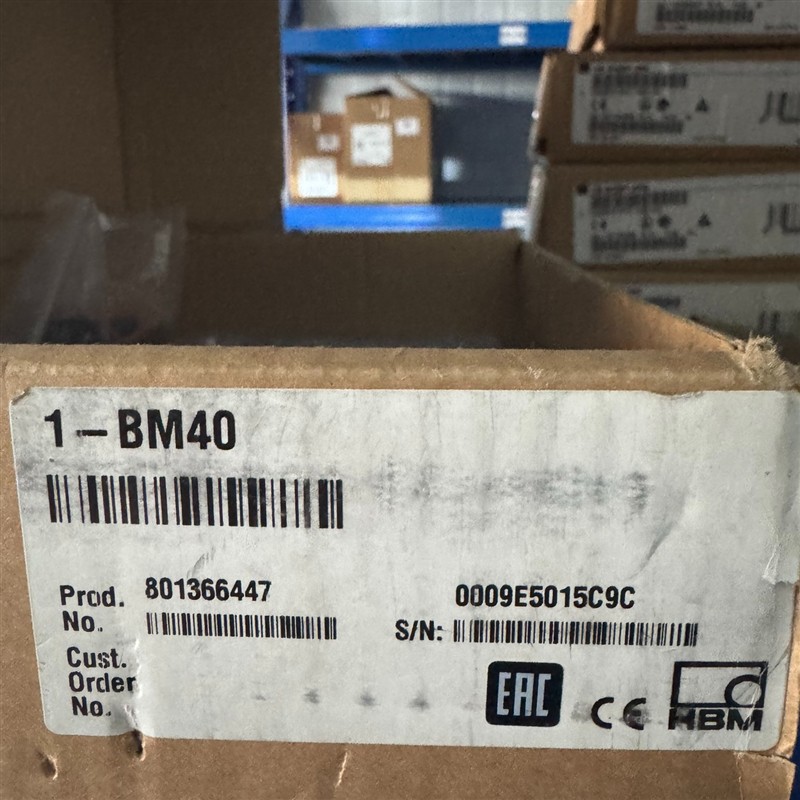 1-BM40
Prod. 801366447
No.
0009E5015C9C
S/N:
Cust.
Order
No.
EAC
CE
HBM